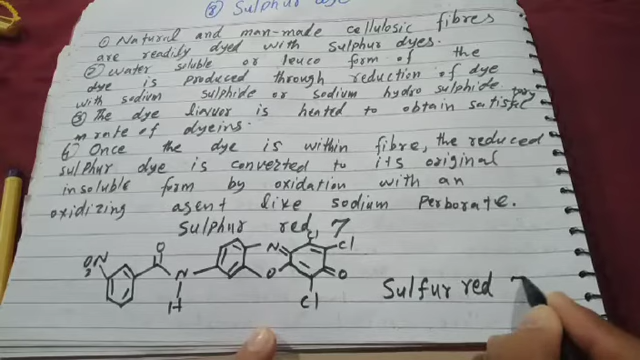 ⑧ Sulphur dye
① Natural and man-made cellulosic fibres
are readily dyed with Sulphur dyes.
② Water soluble or leuco form of the
dye is produced through reduction of dye
with sodium sulphide or sodium hydro sulphide
③ The dye liquor is heated to obtain
rate of dyeing.
Once the dye is within fibre, the reduced
sulphur dye is converted to its original
insoluble form by oxidation with an
oxidizing agent like sodium perborate.
Sulphur red 7
O₂N O N H N O Cl Cl O Cl
Sulfur red